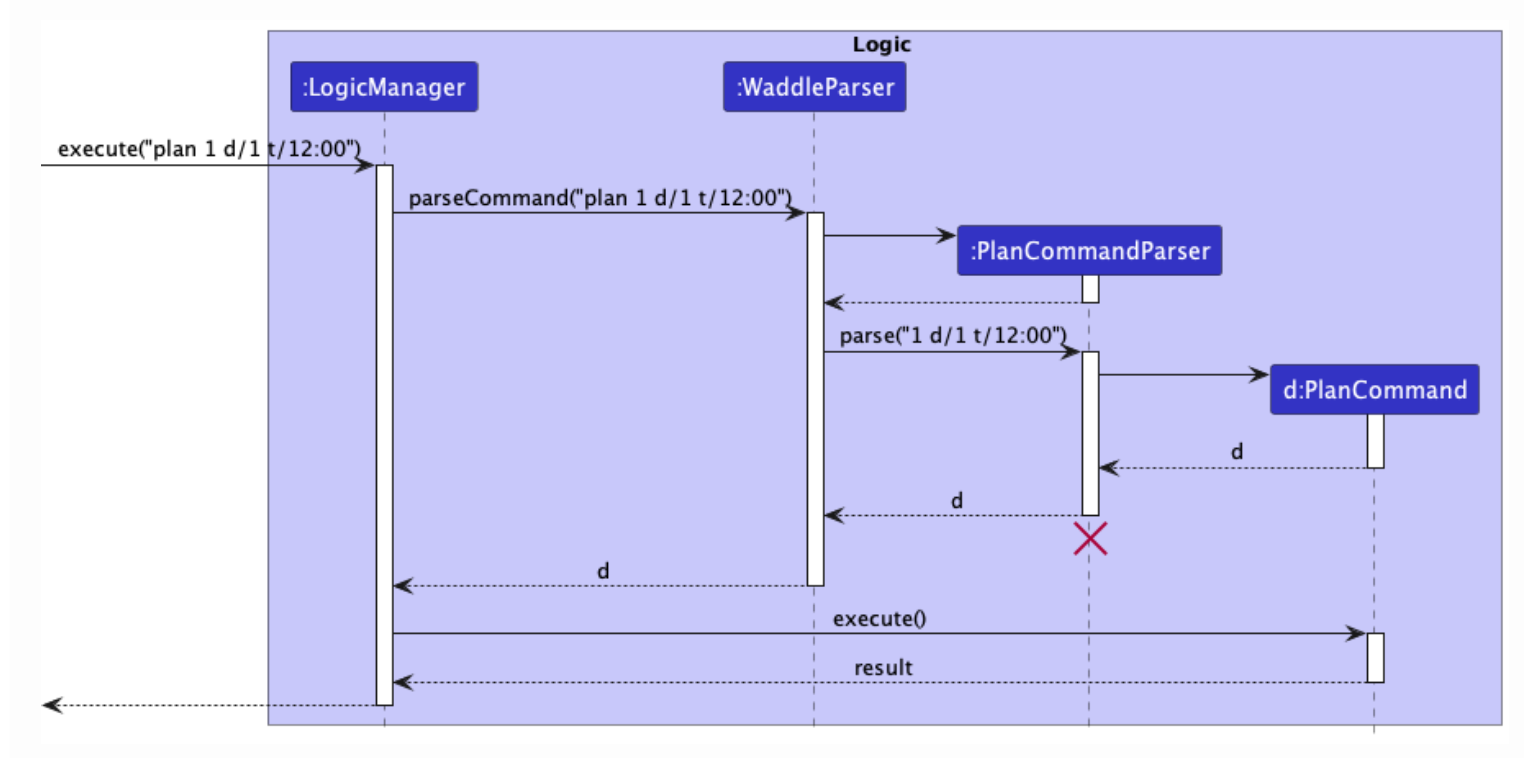 Logic
:LogicManager
:WaddleParser
execute("plan 1 d/1 t/12:00")
parseCommand("plan 1 d/1 t/12:00")
:PlanCommandParser
parse("1 d/1 t/12:00")
d:PlanCommand
d
d
d
execute()
result